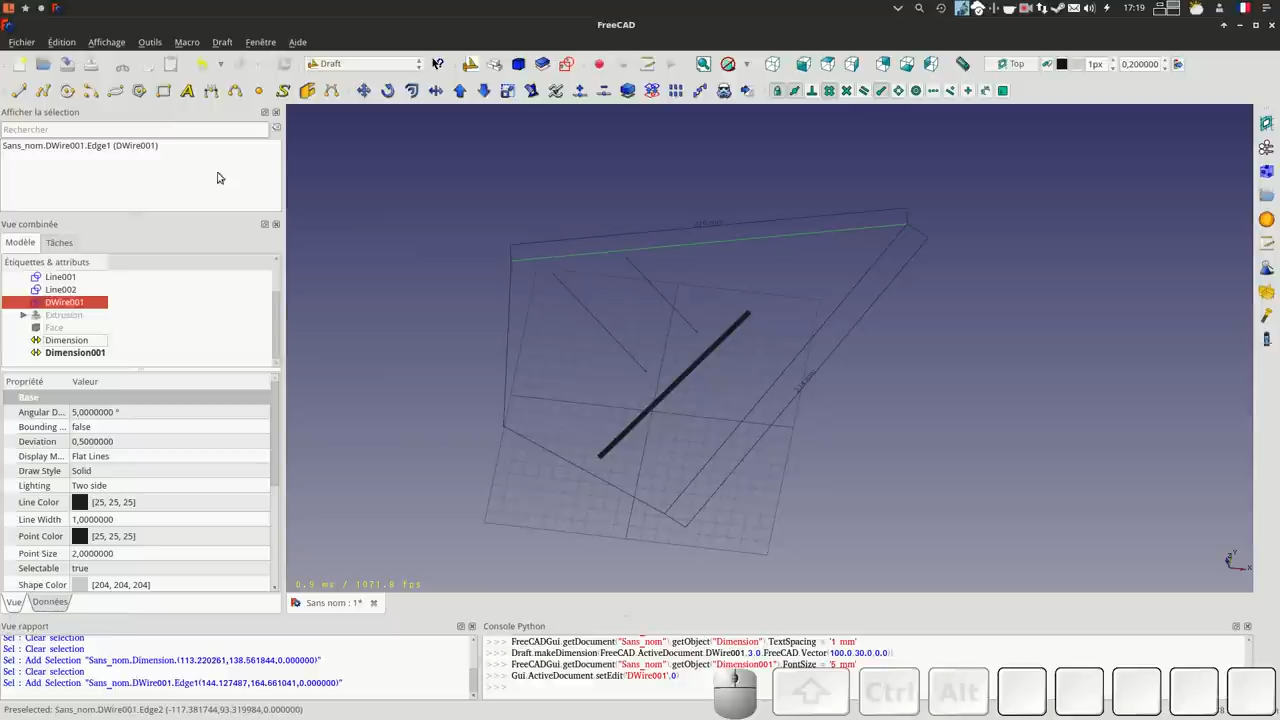 17:19
FreeCAD
Fichier Édition Affichage Outils Macro Draft Fenêtre Aide
Draft
Top
1px
0,200000
Afficher la sélection
Rechercher
Sans_nom.DWire001.Edge1 (DWire001)
Vue combinée
Modèle Tâches
Étiquettes & attributs
Line001
Line002
DWire001
Extrusion
Face
Dimension
Dimension001
Propriété Valeur
Base
Angular D... 5,0000000 °
Bounding ... false
Deviation 0,5000000
Display M... Flat Lines
Draw Style Solid
Lighting Two side
Line Color [25, 25, 25]
Line Width 1,0000000
Point Color [25, 25, 25]
Point Size 2,0000000
Selectable true
Shape Color [204, 204, 204]
Vue Données
0.9 ms / 1071.8 fps
Sans nom : 1*
Vue rapport
Sel : Clear selection
Sel : Clear selection
Sel : Add Selection "Sans_nom.Dimension.(113.220261,138.561844,0.000000)"
Sel : Clear selection
Sel : Add Selection "Sans_nom.DWire001.Edge1(144.127487,164.661041,0.000000)"
Console Python
>>> FreeCADGui.getDocument("Sans_nom").getObject("Dimension").TextSpacing = '1 mm'
>>> Draft.makeDimension(FreeCAD.ActiveDocument.DWire001,3,0,FreeCAD.Vector(100.0,30.0,0.0))
>>> FreeCADGui.getDocument("Sans_nom").getObject("Dimension001").FontSize = '5 mm'
>>> Gui.ActiveDocument.setEdit('DWire001',0)
>>>
Ctrl Alt
Preselected: Sans_nom.DWire001.Edge2 (-117.381744,93.319984,0.000000)